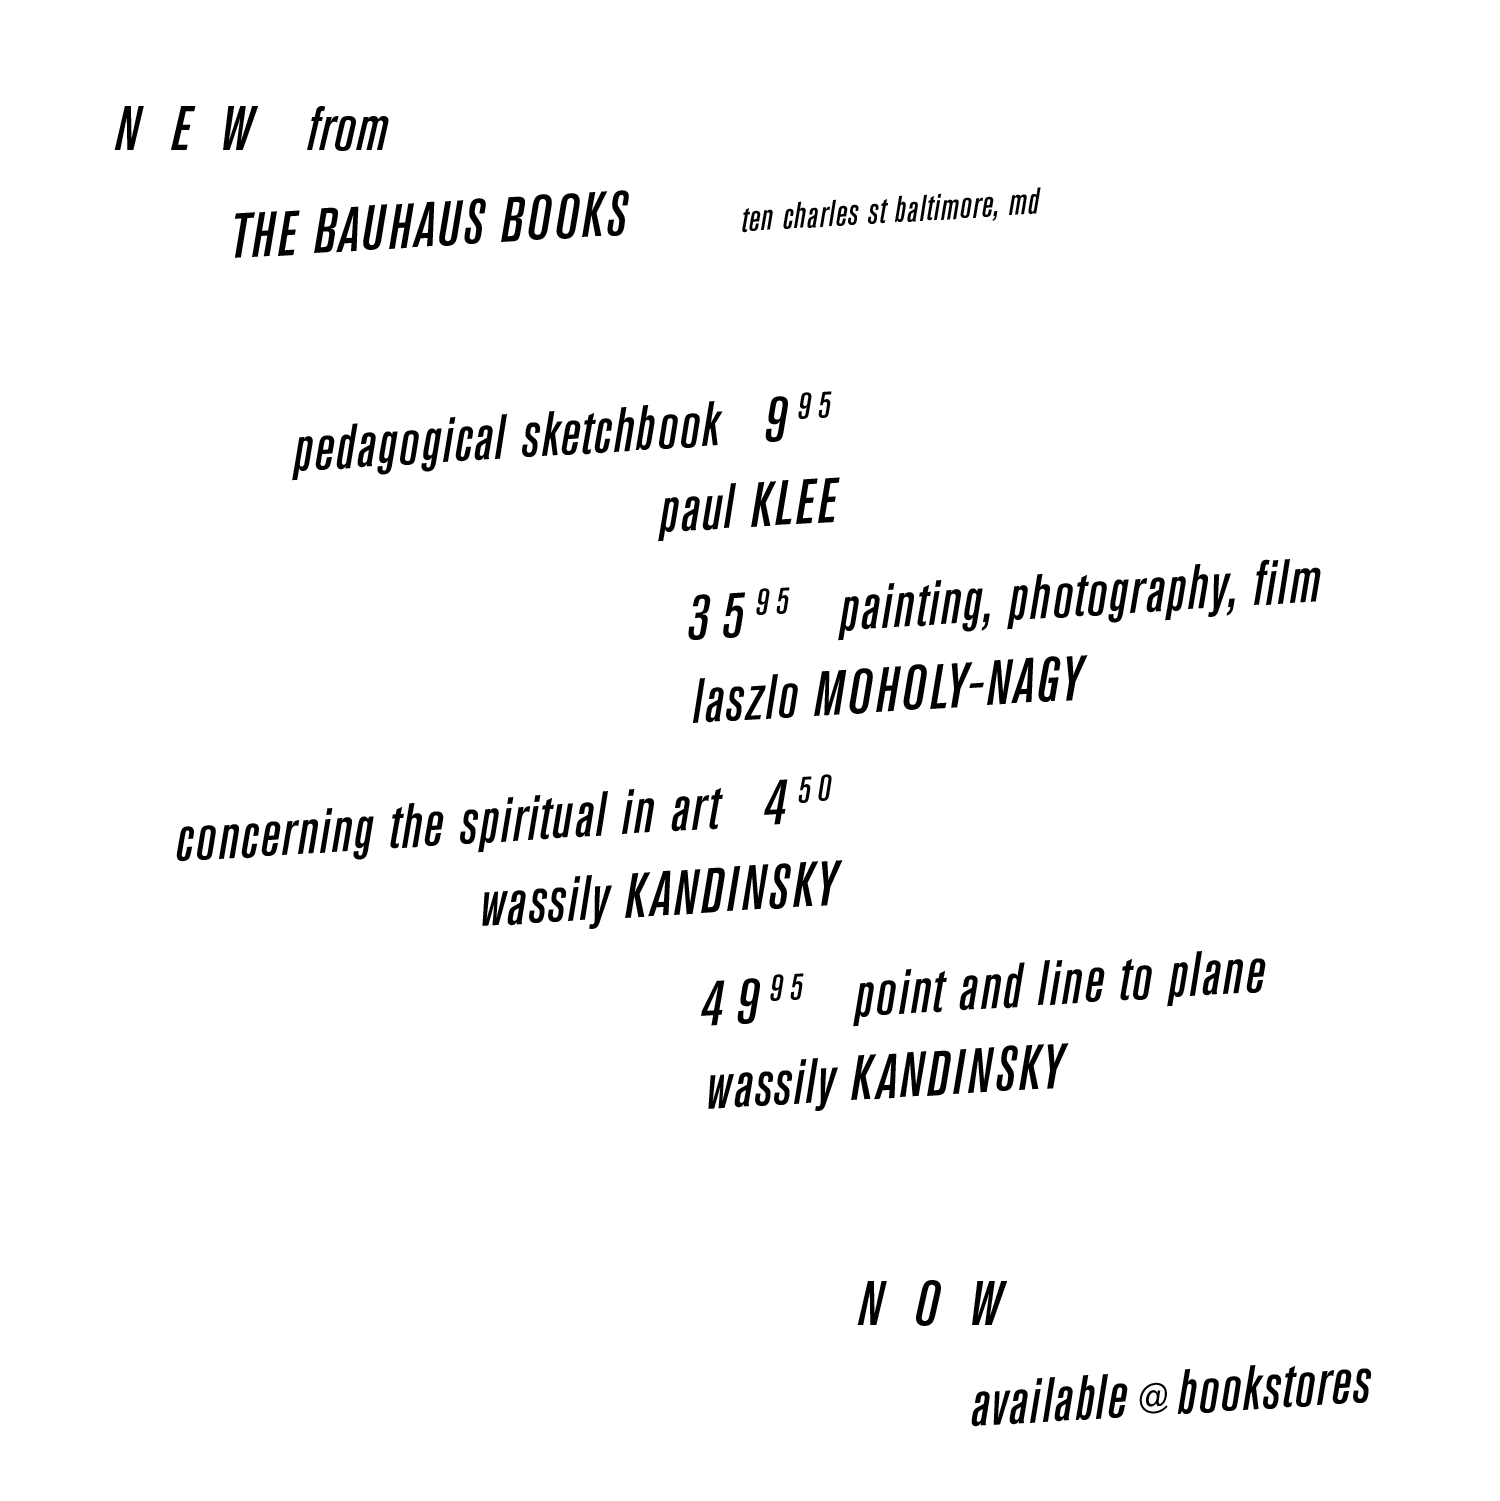 NEW from
THE BAUHAUS BOOKS ten charles st baltimore, md
pedagogical sketchbook 9 95
paul KLEE
35 95 painting, photography, film
laszlo MOHOLY-NAGY
concerning the spiritual in art 4 50
wassily KANDINSKY
49 95 point and line to plane
wassily KANDINSKY
NOW
available @ bookstores